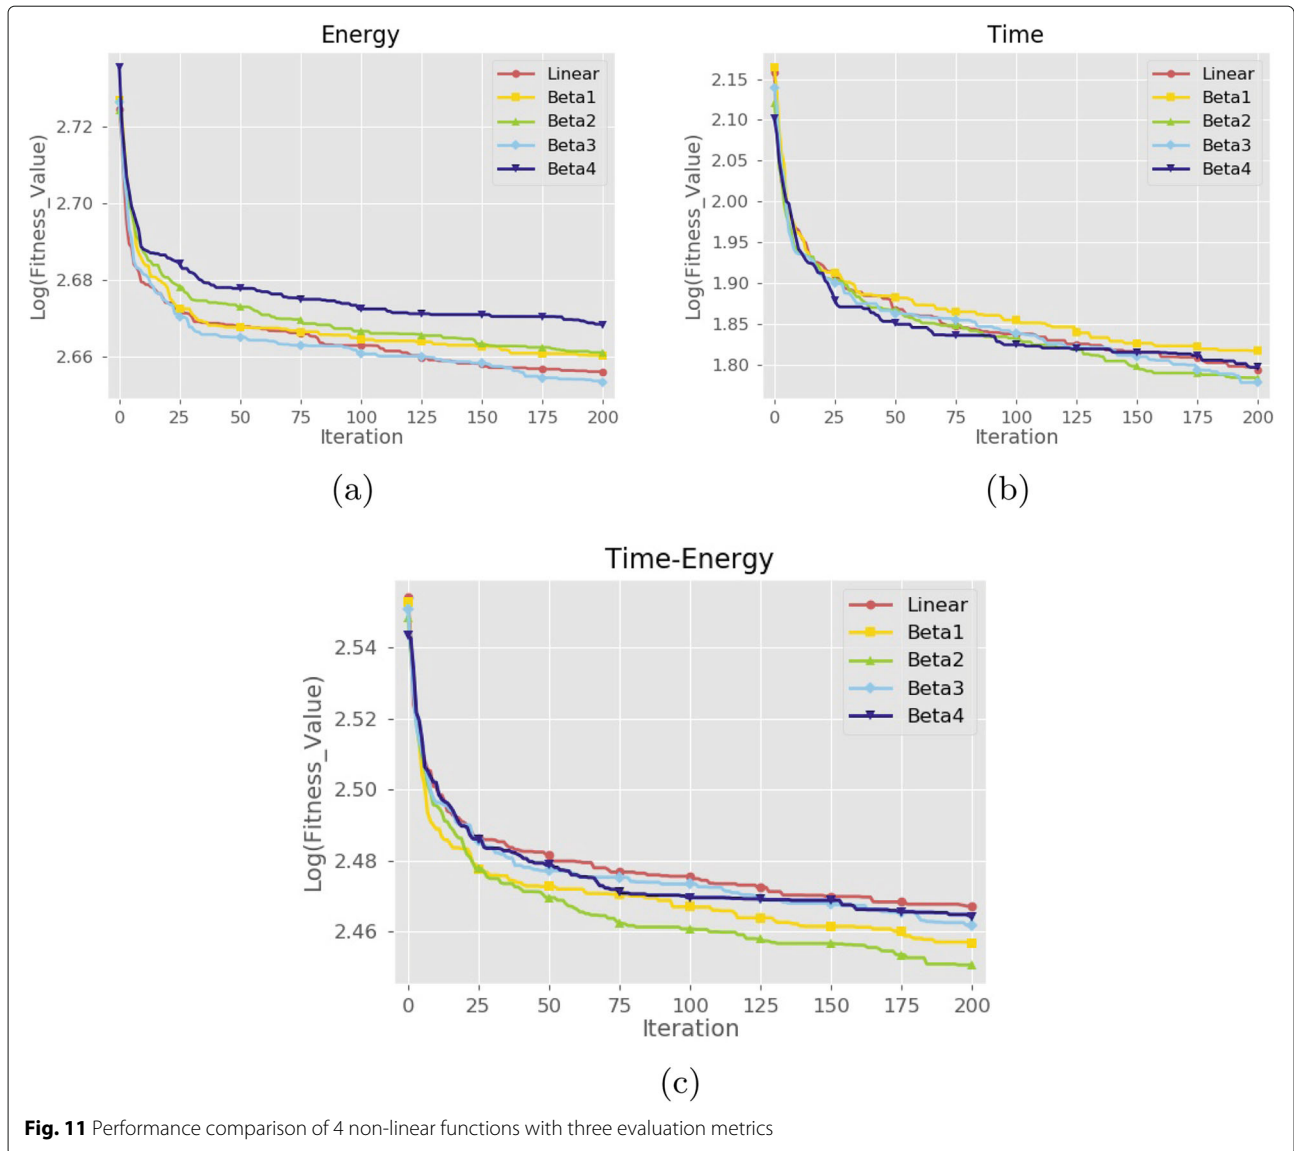 Energy
Log(Fitness_Value)
2.72
2.70
2.68
2.66
0 25 50 75 100 125 150 175 200
Iteration
Linear
Beta1
Beta2
Beta3
Beta4
(a)
Time
Log(Fitness_Value)
2.15
2.10
2.05
2.00
1.95
1.90
1.85
1.80
0 25 50 75 100 125 150 175 200
Iteration
Linear
Beta1
Beta2
Beta3
Beta4
(b)
Time-Energy
Log(Fitness_Value)
2.54
2.52
2.50
2.48
2.46
0 25 50 75 100 125 150 175 200
Iteration
Linear
Beta1
Beta2
Beta3
Beta4
(c)
Fig. 11 Performance comparison of 4 non-linear functions with three evaluation metrics